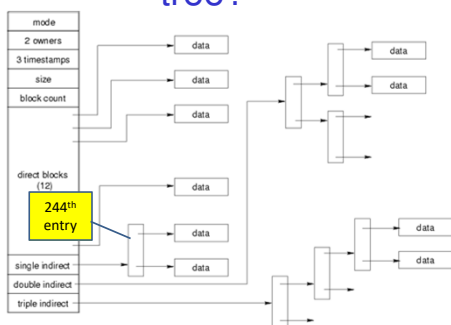 tree?
mode
2 owners
3 timestamps
size
block count
direct blocks
(12)
244th
entry
single indirect
double indirect
triple indirect
data
data
data
data
data
data
data
data
data
data